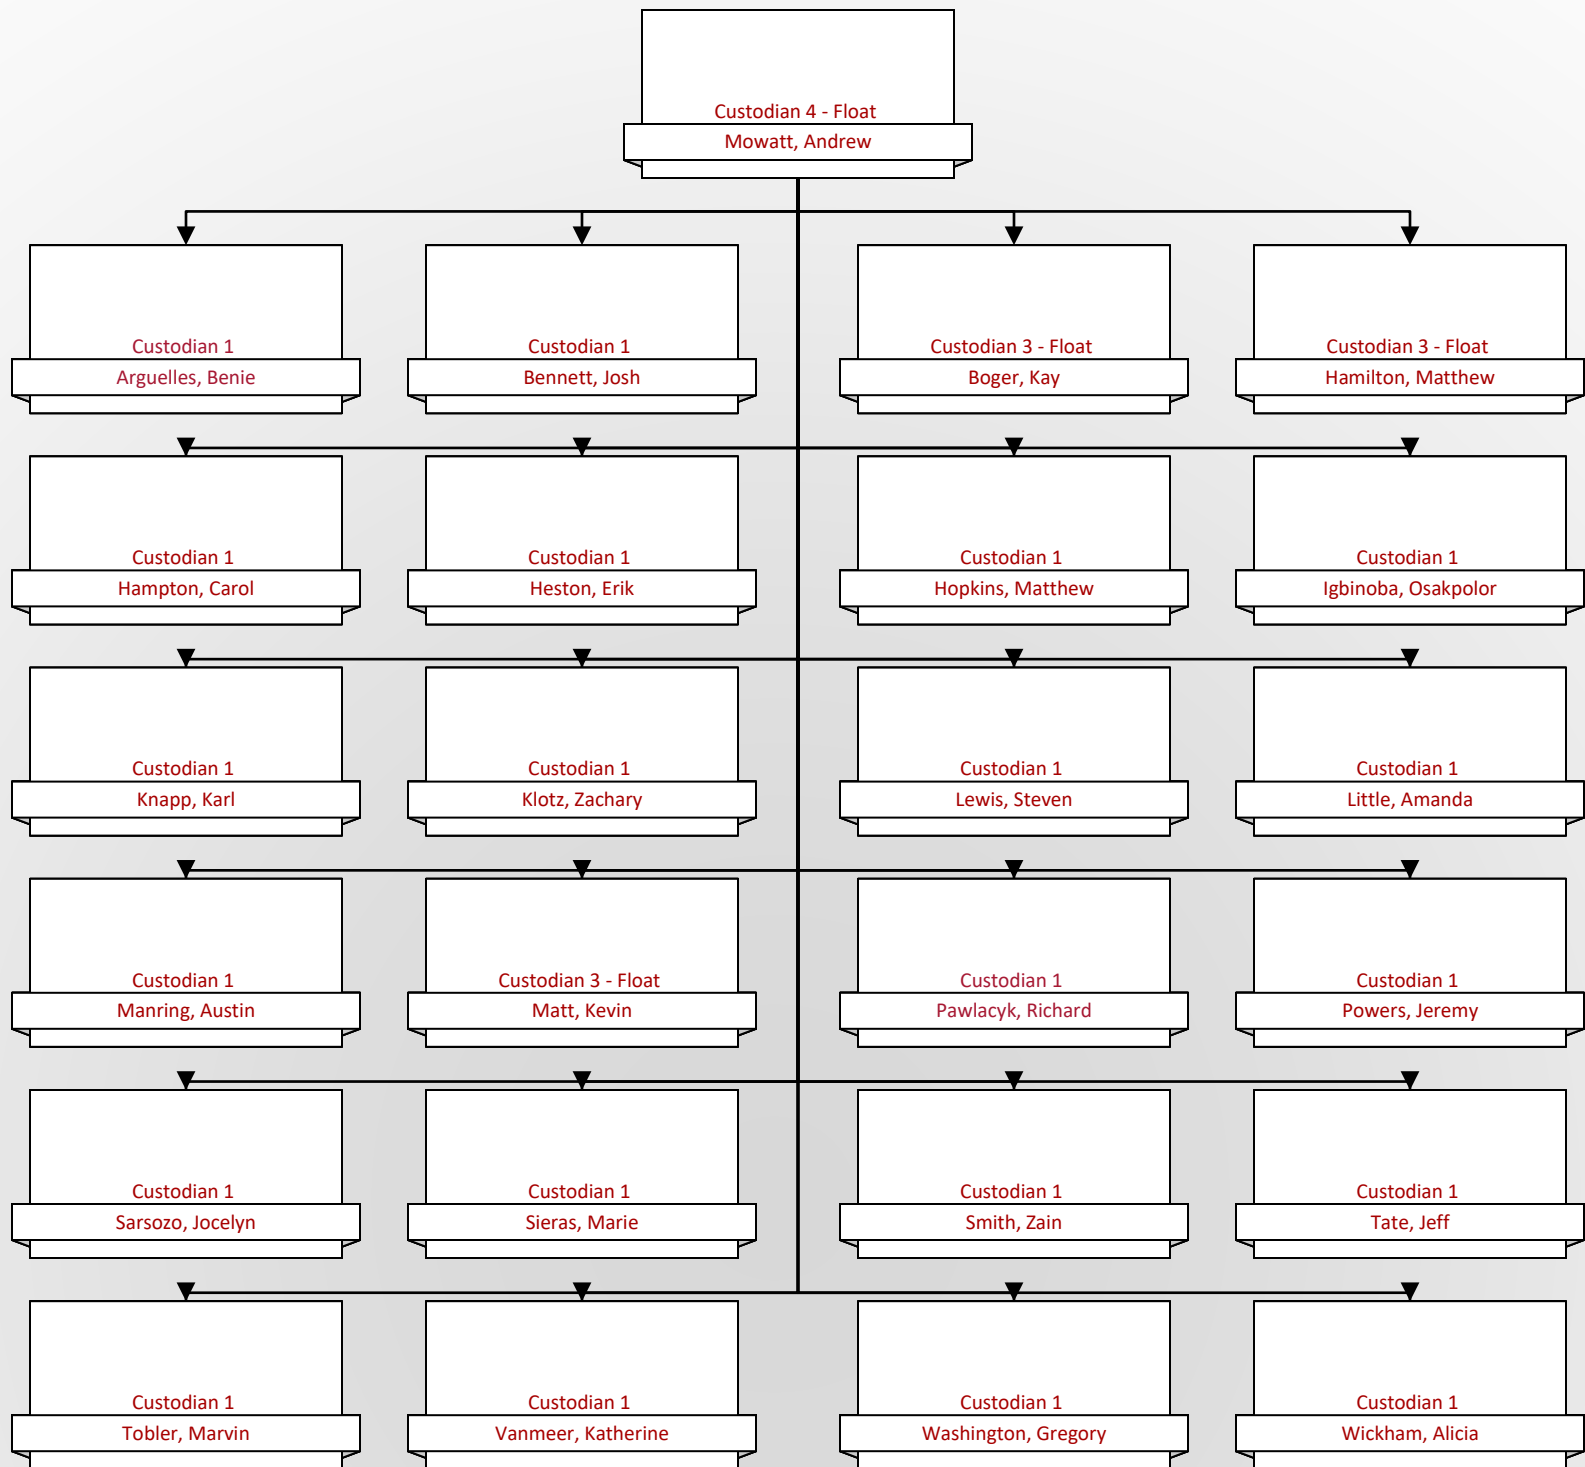 Custodian 4 - Float
Mowatt, Andrew
Custodian 1
Arguelles, Benie
Custodian 1
Bennett, Josh
Custodian 3 - Float
Boger, Kay
Custodian 3 - Float
Hamilton, Matthew
Custodian 1
Hampton, Carol
Custodian 1
Heston, Erik
Custodian 1
Hopkins, Matthew
Custodian 1
Igbinoba, Osakpolor
Custodian 1
Knapp, Karl
Custodian 1
Klotz, Zachary
Custodian 1
Lewis, Steven
Custodian 1
Little, Amanda
Custodian 1
Manring, Austin
Custodian 3 - Float
Matt, Kevin
Custodian 1
Pawlacyk, Richard
Custodian 1
Powers, Jeremy
Custodian 1
Sarsozo, Jocelyn
Custodian 1
Sieras, Marie
Custodian 1
Smith, Zain
Custodian 1
Tate, Jeff
Custodian 1
Tobler, Marvin
Custodian 1
Vanmeer, Katherine
Custodian 1
Washington, Gregory
Custodian 1
Wickham, Alicia